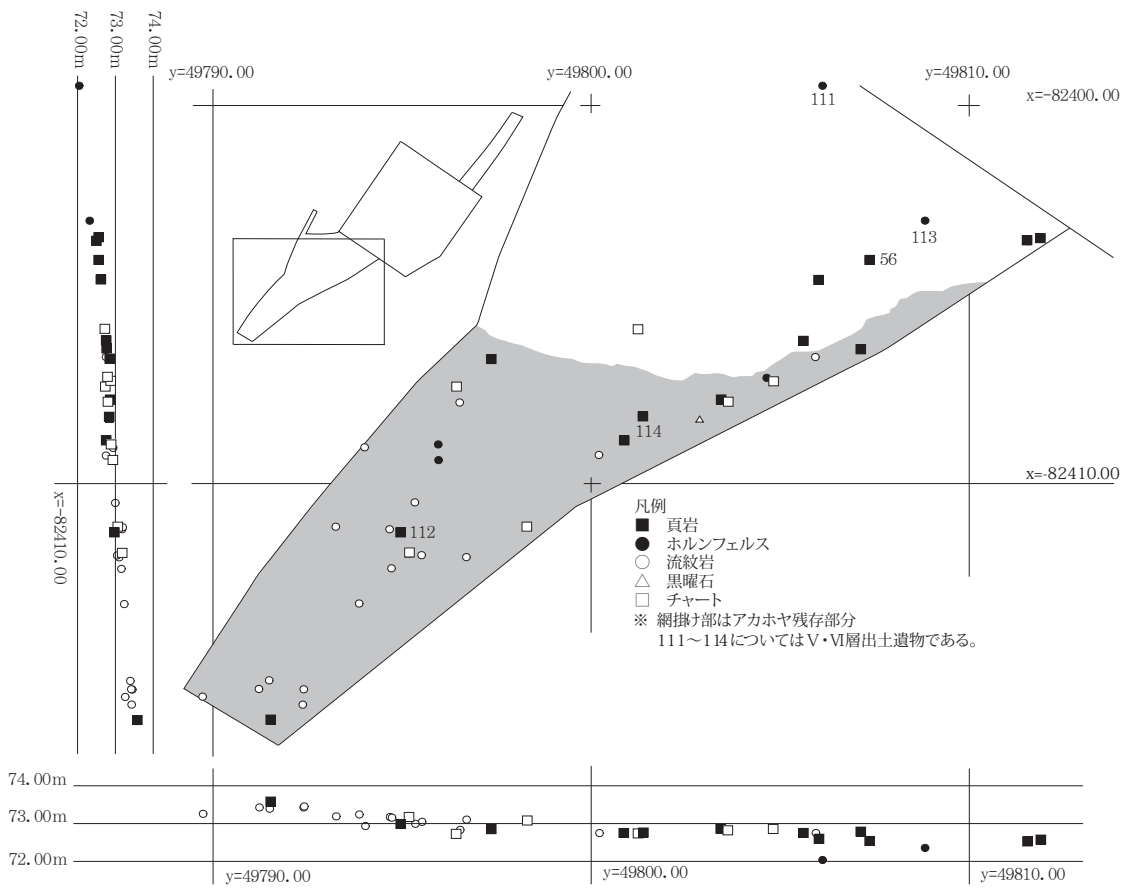 72.00m
73.00m
74.00m
y=49790.00
y=49800.00
y=49810.00
x=-82400.00
111
113
56
114
112
x=-82410.00
x=-82410.00
凡例
■ 頁岩
● ホルンフェルス
○ 流紋岩
△ 黒曜石
□ チャート
※ 網掛け部はアカホヤ残存部分
111～114についてはⅤ・Ⅵ層出土遺物である。
74.00m
73.00m
72.00m
y=49790.00
y=49800.00
y=49810.00